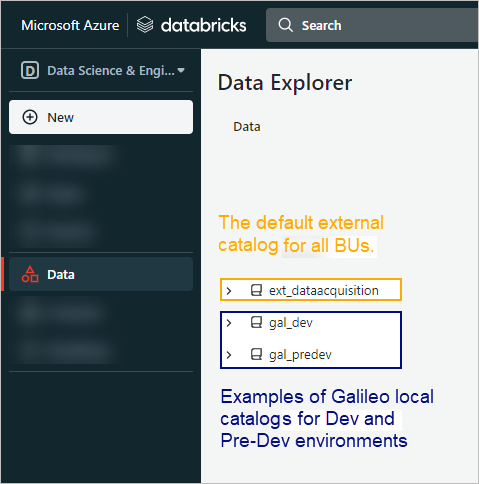 Microsoft Azure
databricks
Search
Data Science & Engi...
New
Data
Data Explorer
Data
The default external
catalog for all BUs.
ext_dataacquisition
gal_dev
gal_predev
Examples of Galileo local
catalogs for Dev and
Pre-Dev environments